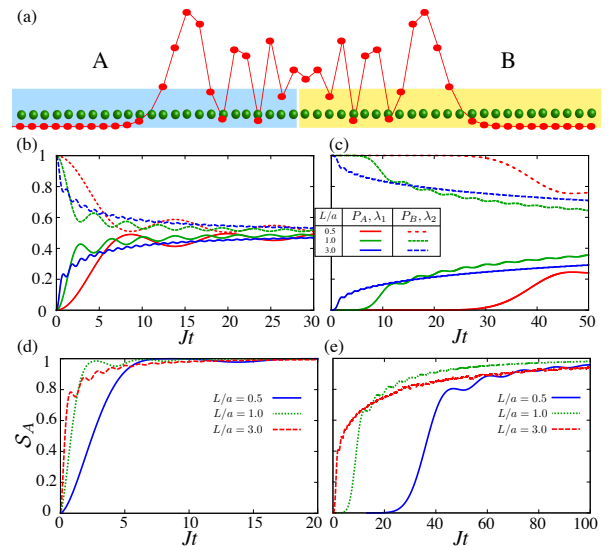 (a)
A
B
(b)
(c)
1
0.8
0.6
0.4
0.2
0
0 5 10 15 20 25 30
Jt
0 10 20 30 40 50
Jt
L/a P_A, λ_1 P_B, λ_2
0.5
1.0
3.0
(d)
(e)
S_A
1
0.8
0.6
0.4
0.2
0
L/a = 0.5
L/a = 1.0
L/a = 3.0
0 5 10 15 20
Jt
L/a = 0.5
L/a = 1.0
L/a = 3.0
0 20 40 60 80 100
Jt